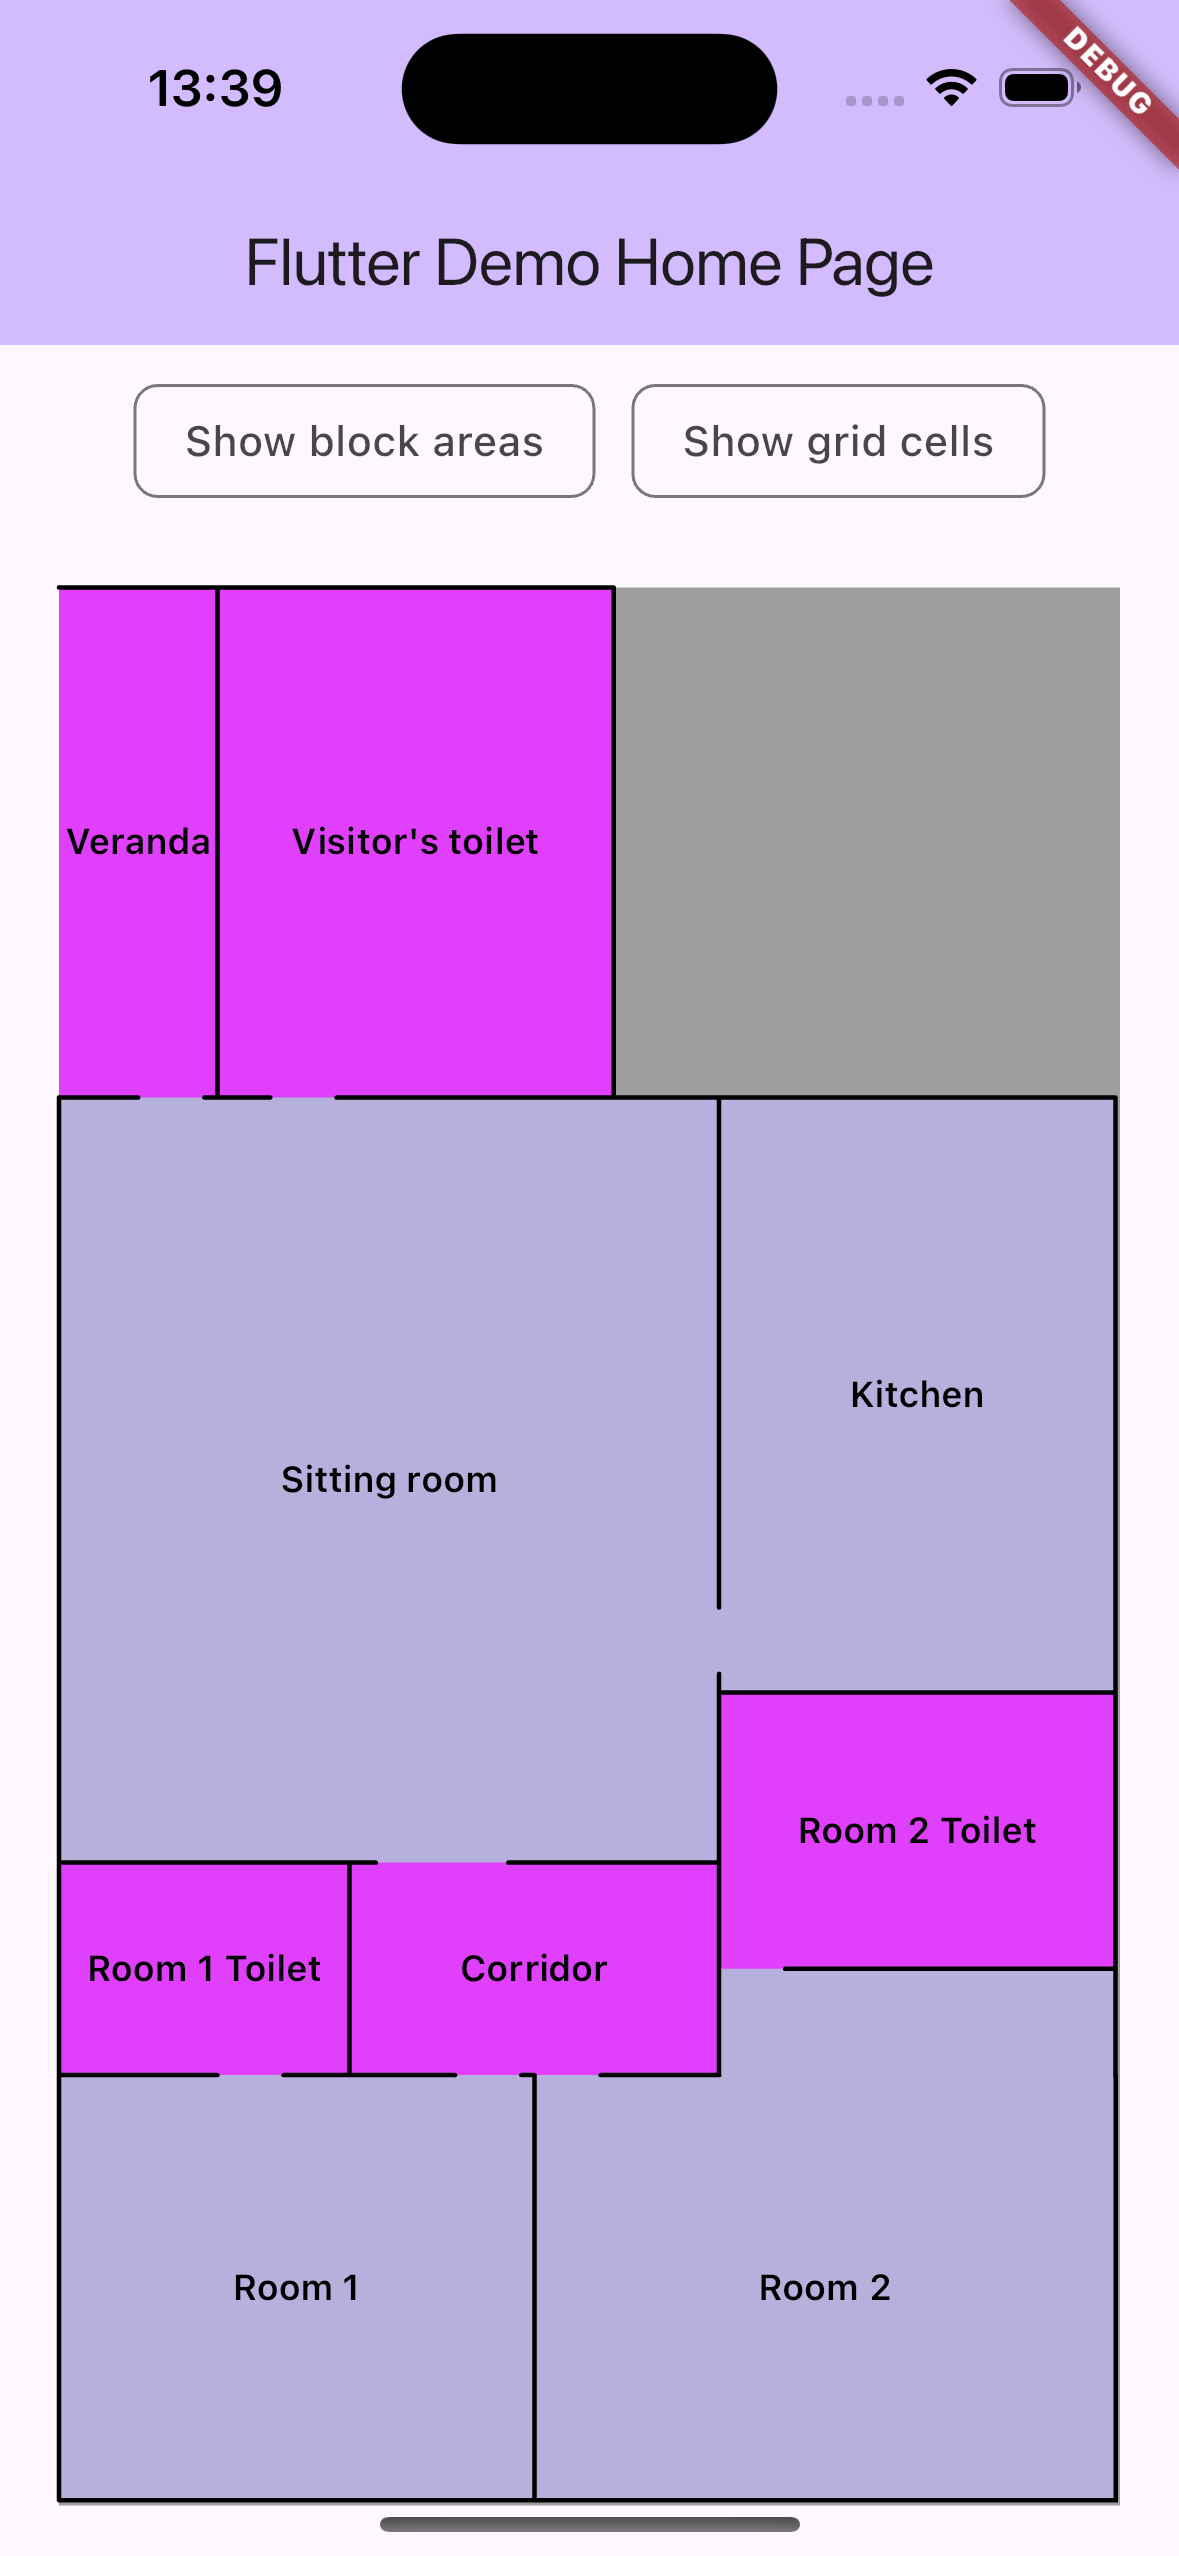 13:39
DEBUG
Flutter Demo Home Page
Show block areas
Show grid cells
Veranda
Visitor's toilet
Kitchen
Sitting room
Room 2 Toilet
Room 1 Toilet
Corridor
Room 1
Room 2